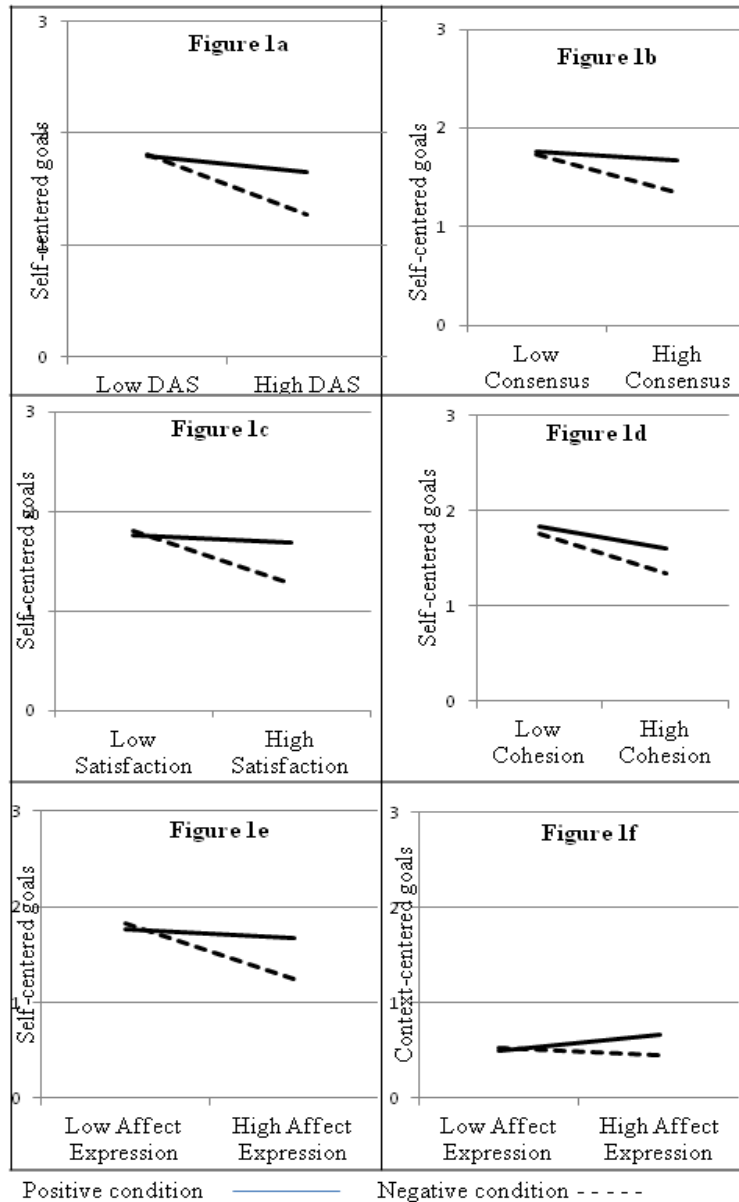 Figure 1a
3
2
1
0
Self-centered goals
Low DAS
High DAS
Figure 1b
3
2
1
0
Self-centered goals
Low
Consensus
High
Consensus
Figure 1c
3
2
1
0
Self-centered goals
Low
Satisfaction
High
Satisfaction
Figure 1d
3
2
1
0
Self-centered goals
Low
Cohesion
High
Cohesion
Figure 1e
3
2
1
0
Self-centered goals
Low Affect
Expression
High Affect
Expression
Figure 1f
3
2
1
0
Context-centered goals
Low Affect
Expression
High Affect
Expression
Positive condition Negative condition